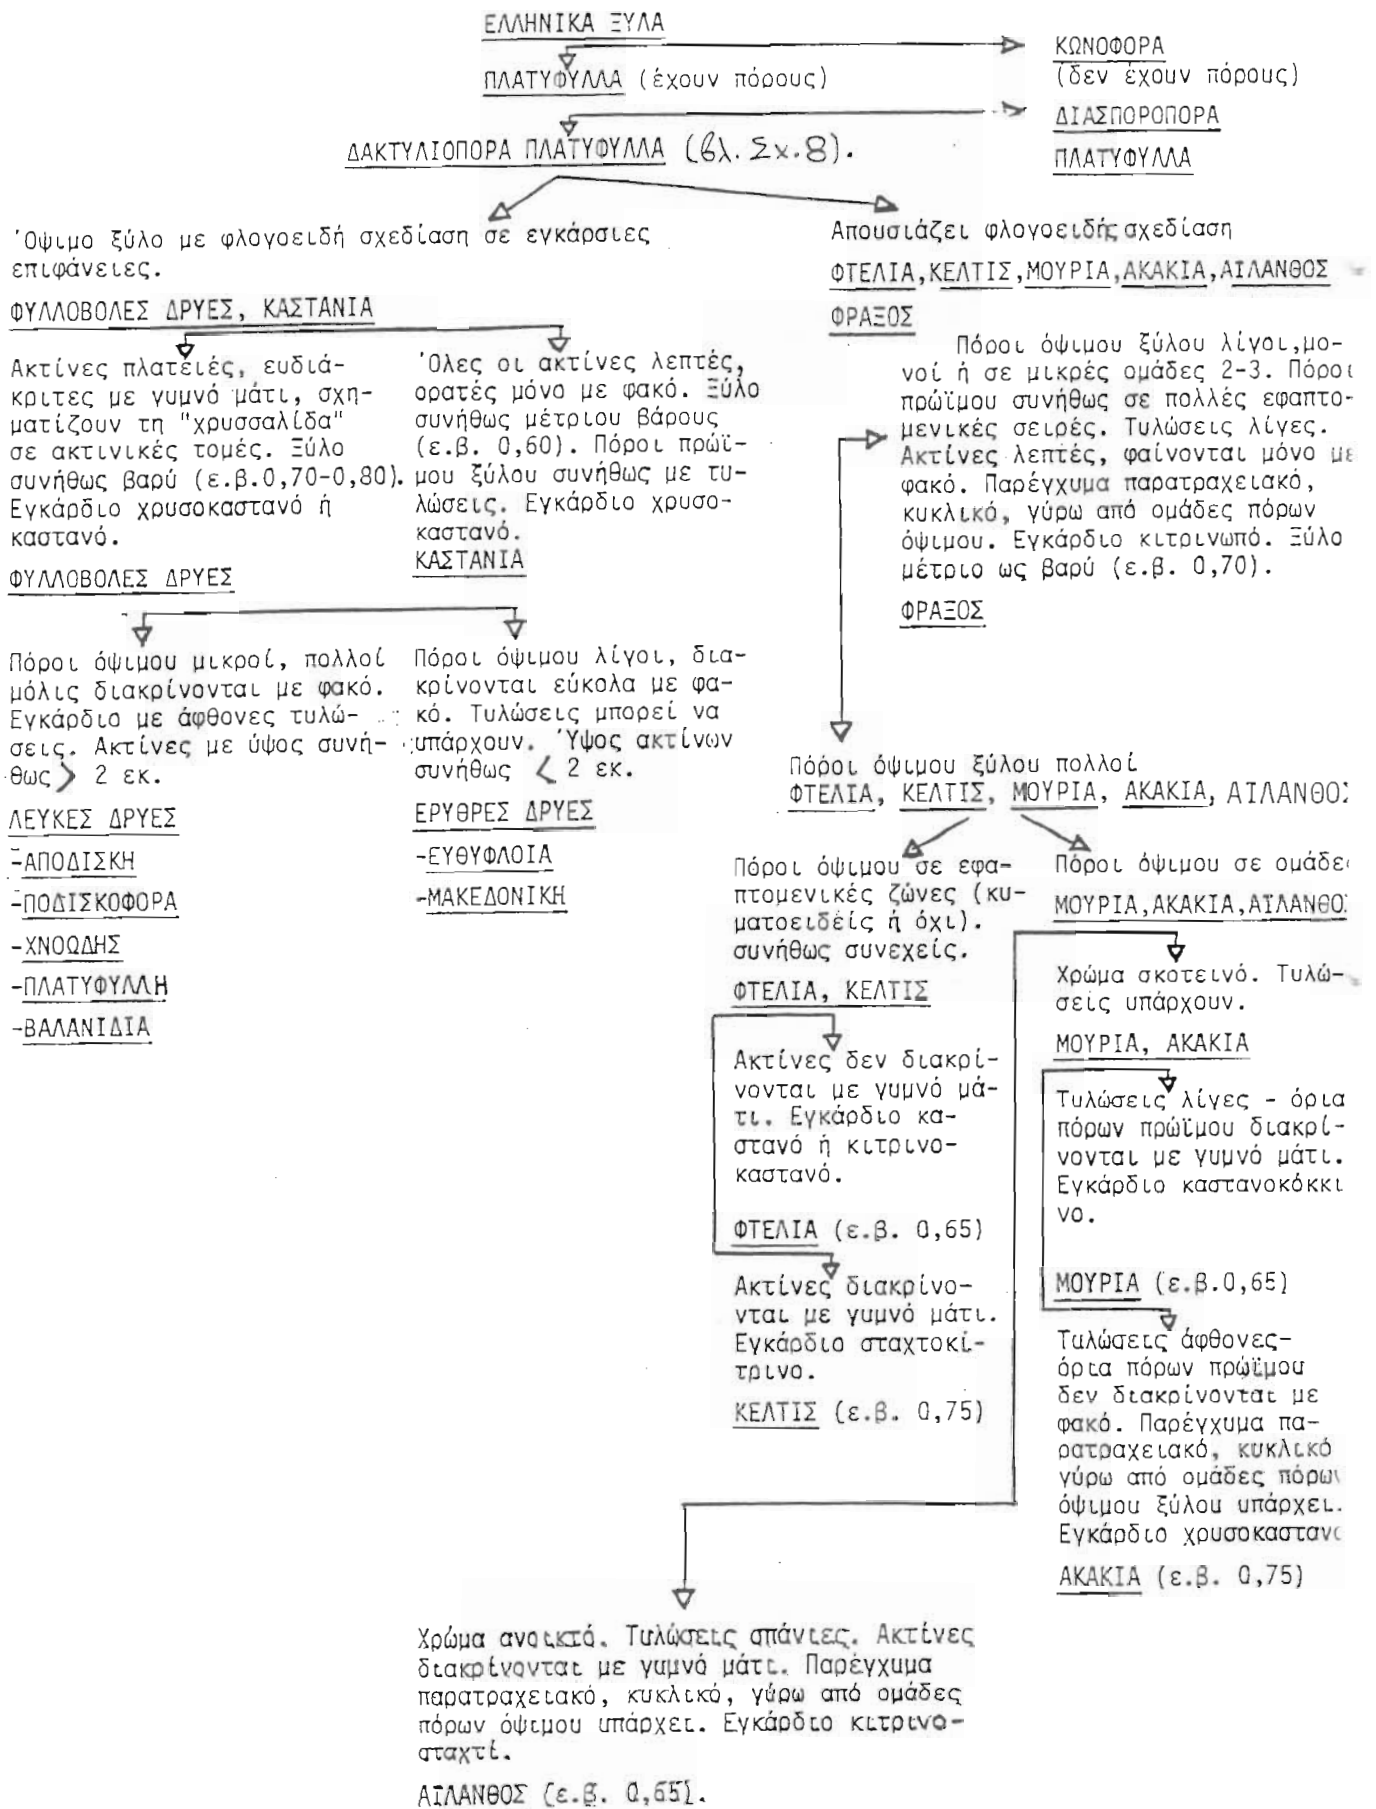 ΕΛΛΗΝΙΚΑ ΞΥΛΑ
ΚΩΝΟΦΟΡΑ
(δεν έχουν πόρους)
ΠΛΑΤΥΦΥΛΛΑ (έχουν πόρους)
ΔΙΑΣΠΟΡΟΠΟΡΑ
ΠΛΑΤΥΦΥΛΛΑ
ΔΑΚΤΥΛΙΟΠΟΡΑ ΠΛΑΤΥΦΥΛΛΑ (βλ. Σχ. 8).
Όψιμο ξύλο με φλογοειδή σχεδίαση σε εγκάρσιες
επιφάνειες.
ΦΥΛΛΟΒΟΛΕΣ ΔΡΥΕΣ, ΚΑΣΤΑΝΙΑ
Ακτίνες πλατειές, ευδιά-
κριτες με γυμνό μάτι, σχη-
ματίζουν τη "χρυσσαλίδα"
σε ακτινικές τομές. Ξύλο
συνήθως βαρύ (ε.β.0,70-0,80).
Εγκάρδιο χρυσοκαστανό ή
καστανό.
ΦΥΛΛΟΒΟΛΕΣ ΔΡΥΕΣ
Όλες οι ακτίνες λεπτές,
ορατές μόνο με φακό. Ξύλο
συνήθως μέτριου βάρους
(ε.β. 0,60). Πόροι πρώϊ-
μου ξύλου συνήθως με τυ-
λώσεις. Εγκάρδιο χρυσο-
καστανό.
ΚΑΣΤΑΝΙΑ
Πόροι όψιμου μικροί, πολλοί
μόλις διακρίνονται με φακό.
Εγκάρδιο με άφθονες τυλώ-
σεις. Ακτίνες με ύψος συνή-
θως > 2 εκ.
ΛΕΥΚΕΣ ΔΡΥΕΣ
-ΑΠΟΔΙΣΚΗ
-ΠΟΔΙΣΚΟΦΟΡΑ
-ΧΝΟΩΔΗΣ
-ΠΛΑΤΥΦΥΛΛΗ
-ΒΑΛΑΝΙΔΙΑ
Πόροι όψιμου λίγοι, δια-
κρίνονται εύκολα με φα-
κό. Τυλώσεις μπορεί να
υπάρχουν. Ύψος ακτίνων
συνήθως < 2 εκ.
ΕΡΥΘΡΕΣ ΔΡΥΕΣ
-ΕΥΘΥΦΛΟΙΑ
-ΜΑΚΕΔΟΝΙΚΗ
Απουσιάζει φλογοειδής σχεδίαση
ΦΤΕΛΙΑ,ΚΕΛΤΙΣ,ΜΟΥΡΙΑ,ΑΚΑΚΙΑ,ΑΙΛΑΝΘΟΣ
ΦΡΑΞΟΣ
Πόροι όψιμου ξύλου λίγοι,μο-
νοί ή σε μικρές ομάδες 2-3. Πόροι
πρώϊμου συνήθως σε πολλές εφαπτο-
μενικές σειρές. Τυλώσεις λίγες.
Ακτίνες λεπτές, φαίνονται μόνο με
φακό. Παρέγχυμα παρατραχειακό,
κυκλικό, γύρω από ομάδες πόρων
όψιμου. Εγκάρδιο κιτρινωπό. Ξύλο
μέτριο ως βαρύ (ε.β. 0,70).
ΦΡΑΞΟΣ
Πόροι όψιμου ξύλου πολλοί
ΦΤΕΛΙΑ, ΚΕΛΤΙΣ, ΜΟΥΡΙΑ, ΑΚΑΚΙΑ, ΑΙΛΑΝΘΟΣ
Πόροι όψιμου σε εφα-
πτομενικές ζώνες (κυ-
ματοειδείς ή όχι).
συνήθως συνεχείς.
ΦΤΕΛΙΑ, ΚΕΛΤΙΣ
Ακτίνες δεν διακρί-
νονται με γυμνό μά-
τι. Εγκάρδιο κα-
στανό ή κιτρινο-
καστανό.
ΦΤΕΛΙΑ (ε.β. 0,65)
Ακτίνες διακρίνο-
νται με γυμνό μάτι.
Εγκάρδιο σταχτοκί-
τρινο.
ΚΕΛΤΙΣ (ε.β. 0,75)
Πόροι όψιμου σε ομάδες
ΜΟΥΡΙΑ,ΑΚΑΚΙΑ,ΑΙΛΑΝΘΟΣ
Χρώμα σκοτεινό. Τυλώ-
σεις υπάρχουν.
ΜΟΥΡΙΑ, ΑΚΑΚΙΑ
Τυλώσεις λίγες - όρια
πόρων πρώϊμου διακρί-
νονται με γυμνό μάτι.
Εγκάρδιο καστανοκόκκι
νο.
ΜΟΥΡΙΑ (ε.β.0,65)
Τυλώσεις άφθονες-
όρια πόρων πρώϊμου
δεν διακρίνονται με
φακό. Παρέγχυμα πα-
ρατραχειακό, κυκλικό
γύρω από ομάδες πόρων
όψιμου ξύλου υπάρχει.
Εγκάρδιο χρυσοκαστανο
ΑΚΑΚΙΑ (ε.β. 0,75)
Χρώμα ανοικτό. Τυλώσεις σπάνιες. Ακτίνες
διακρίνονται με γυμνό μάτι. Παρέγχυμα
παρατραχειακό, κυκλικό, γύρω από ομάδες
πόρων όψιμου υπάρχει. Εγκάρδιο κιτρινο-
σταχτί.
ΑΙΛΑΝΘΟΣ (ε.β. 0,65).